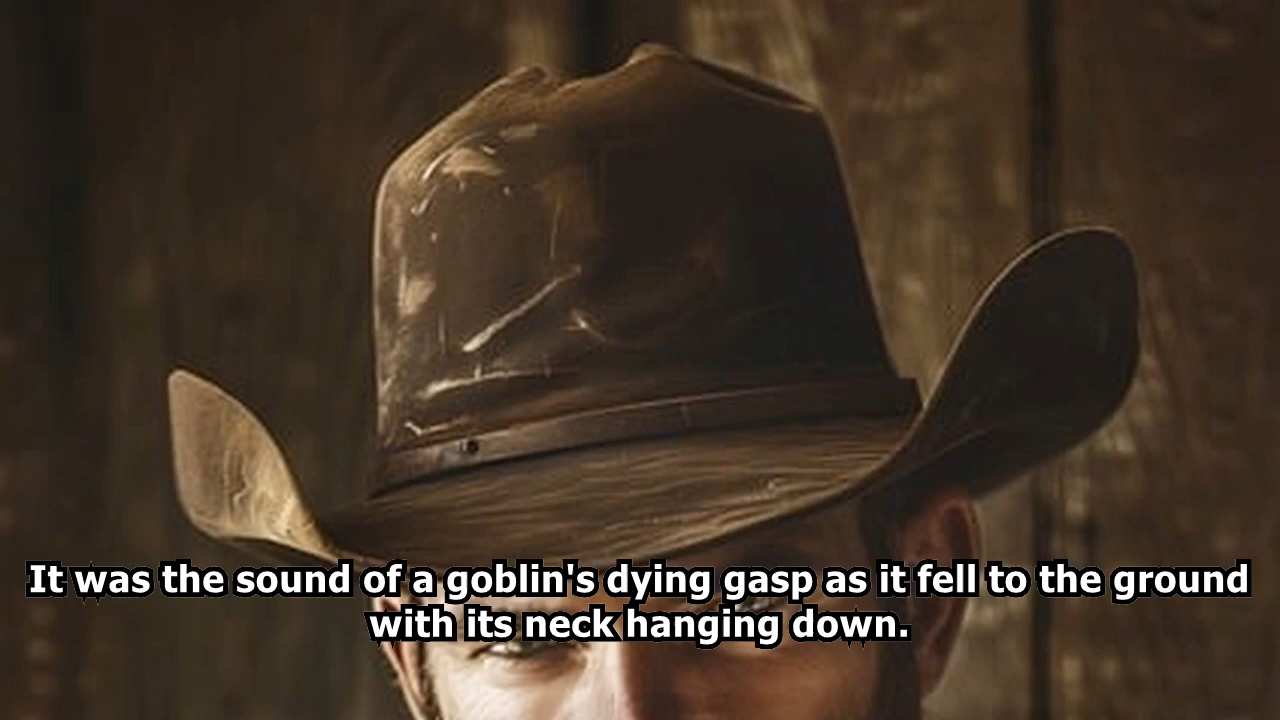 It was the sound of a goblin's dying gasp as it fell to the ground
with its neck hanging down.